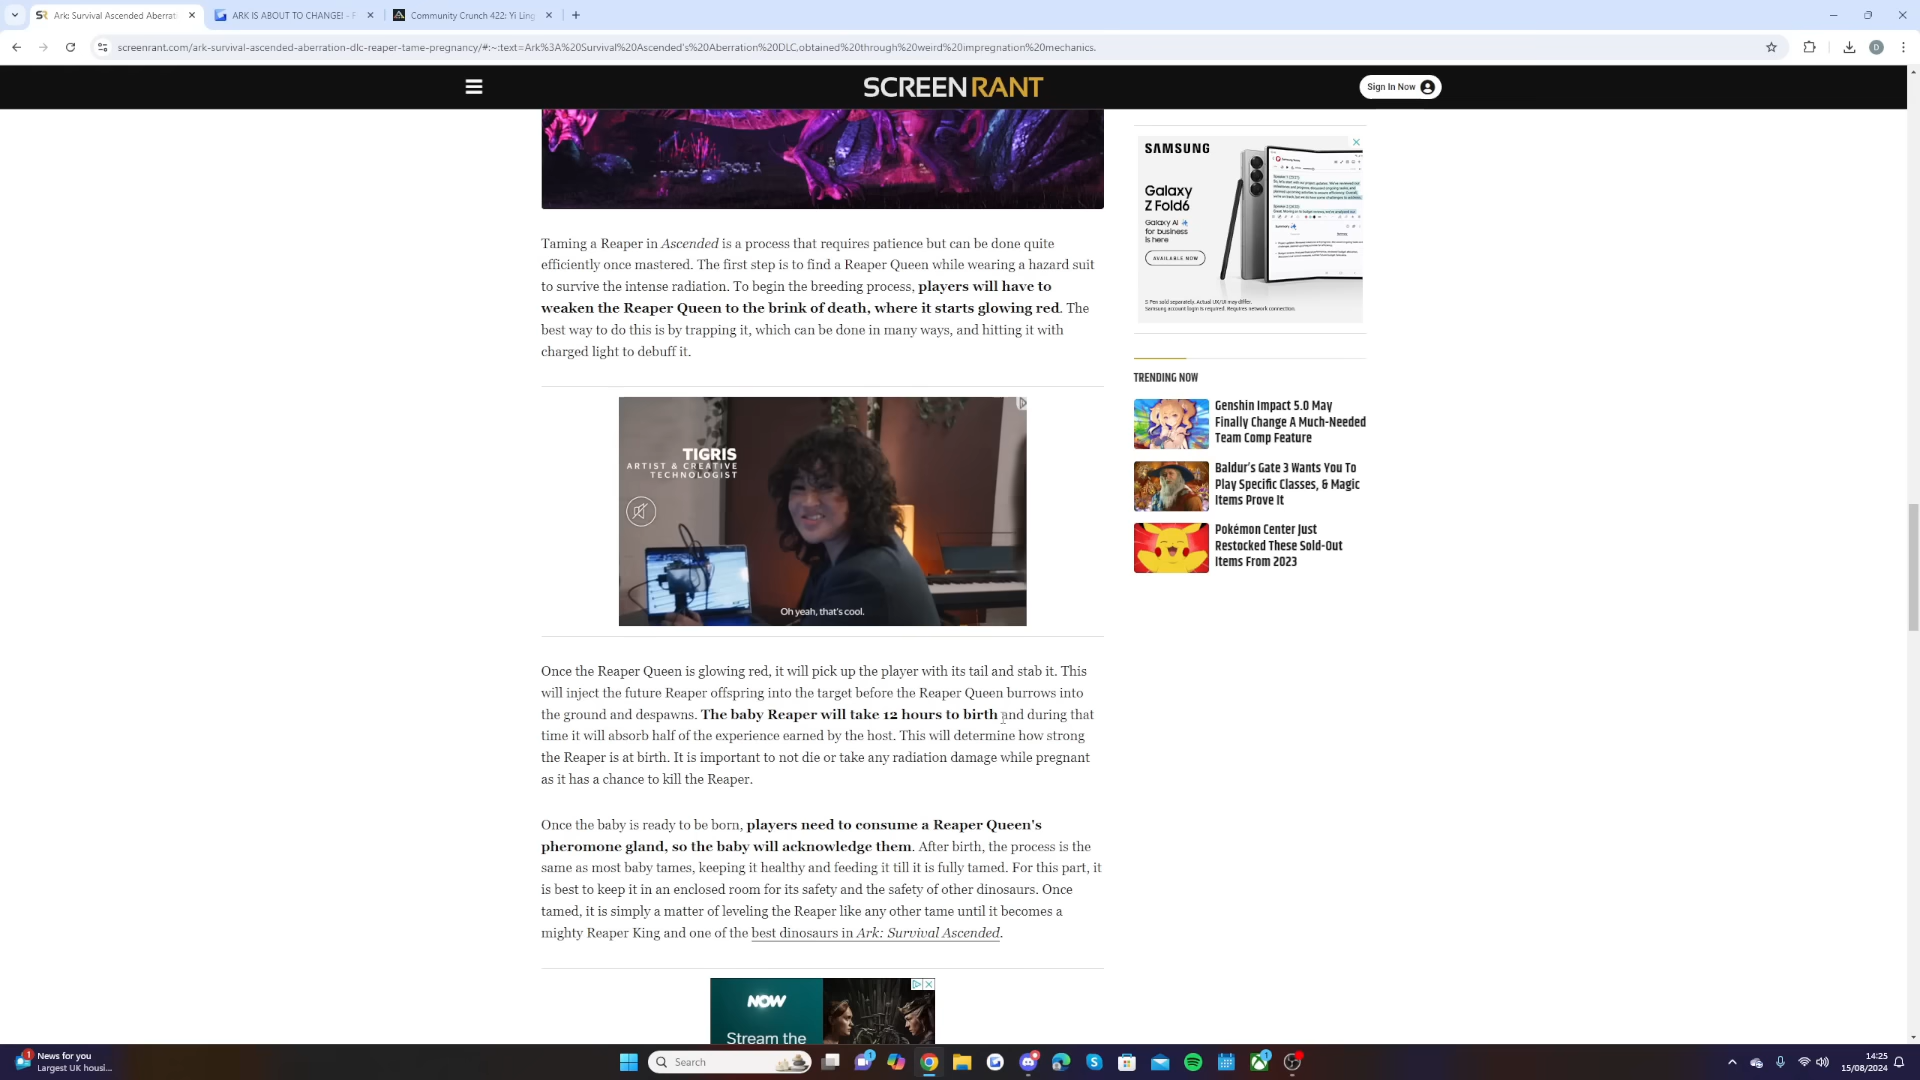 Ark: Survival Ascended Aberrati
ARK IS ABOUT TO CHANGE! - F
Community Crunch 422: Yi Ling
screenrant.com/ark-survival-ascended-aberration-dlc-reaper-tame-pregnancy/#:~:text=Ark%3A%20Survival%20Ascended's%20Aberration%20DLC,obtained%20through%20weird%20impregnation%20mechanics.
SCREENRANT
Sign In Now
Taming a Reaper in Ascended is a process that requires patience but can be done quite
efficiently once mastered. The first step is to find a Reaper Queen while wearing a hazard suit
to survive the intense radiation. To begin the breeding process, players will have to
weaken the Reaper Queen to the brink of death, where it starts glowing red. The
best way to do this is by trapping it, which can be done in many ways, and hitting it with
charged light to debuff it.
TIGRIS
ARTIST & CREATIVE
TECHNOLOGIST
Oh yeah, that's cool.
Once the Reaper Queen is glowing red, it will pick up the player with its tail and stab it. This
will inject the future Reaper offspring into the target before the Reaper Queen burrows into
the ground and despawns. The baby Reaper will take 12 hours to birth and during that
time it will absorb half of the experience earned by the host. This will determine how strong
the Reaper is at birth. It is important to not die or take any radiation damage while pregnant
as it has a chance to kill the Reaper.
Once the baby is ready to be born, players need to consume a Reaper Queen's
pheromone gland, so the baby will acknowledge them. After birth, the process is the
same as most baby tames, keeping it healthy and feeding it till it is fully tamed. For this part, it
is best to keep it in an enclosed room for its safety and the safety of other dinosaurs. Once
tamed, it is simply a matter of leveling the Reaper like any other tame until it becomes a
mighty Reaper King and one of the best dinosaurs in Ark: Survival Ascended.
NOW
Stream the
SAMSUNG
Galaxy
Z Fold6
Galaxy AI
for business
is here
AVAILABLE NOW
S Pen sold separately. Actual UX/UI may differ.
Samsung account login is required. Requires network connection.
TRENDING NOW
Genshin Impact 5.0 May
Finally Change A Much-Needed
Team Comp Feature
Baldur's Gate 3 Wants You To
Play Specific Classes, & Magic
Items Prove It
Pokémon Center Just
Restocked These Sold-Out
Items From 2023
News for you
Largest UK housi...
Search
14:25
15/08/2024